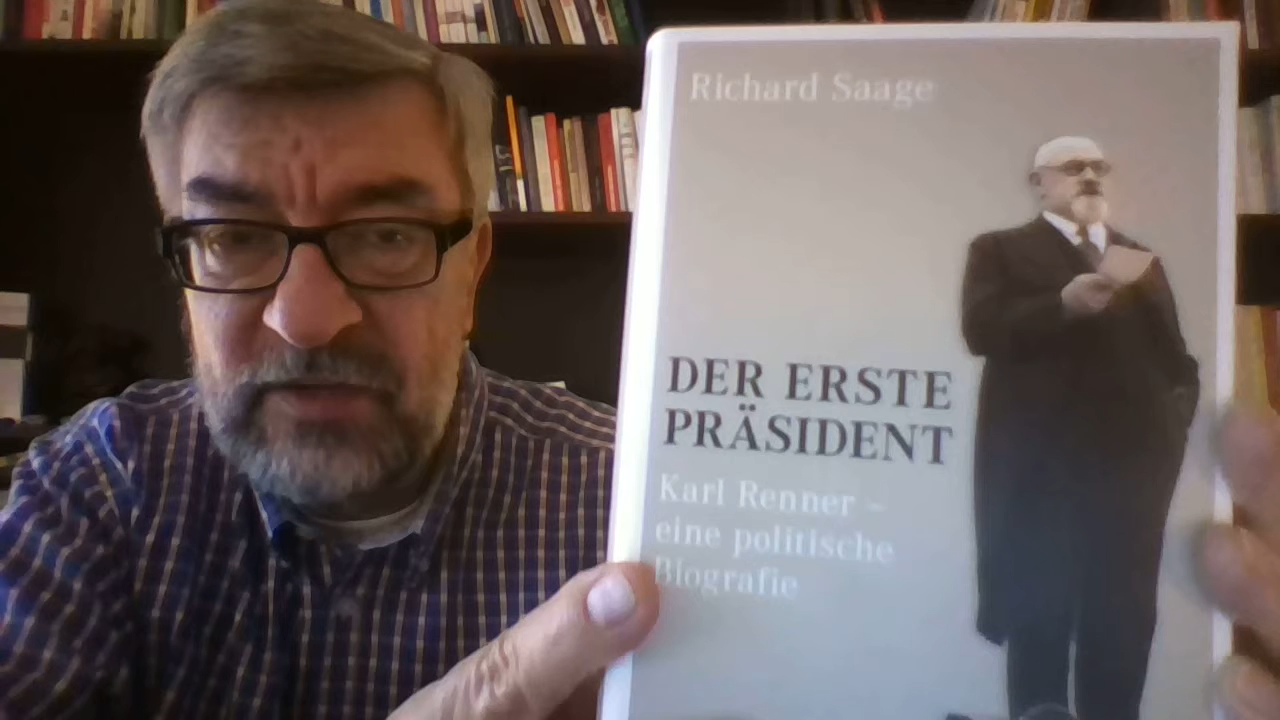 Richard Saage
DER ERSTE
PRÄSIDENT
Karl Renner –
eine politische
Biografie